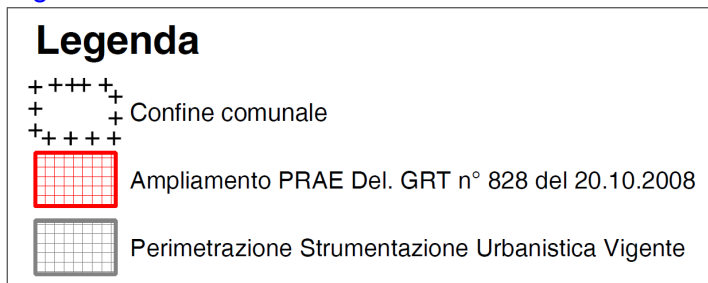 Legenda
Confine comunale
Ampliamento PRAE Del. GRT n° 828 del 20.10.2008
Perimetrazione Strumentazione Urbanistica Vigente